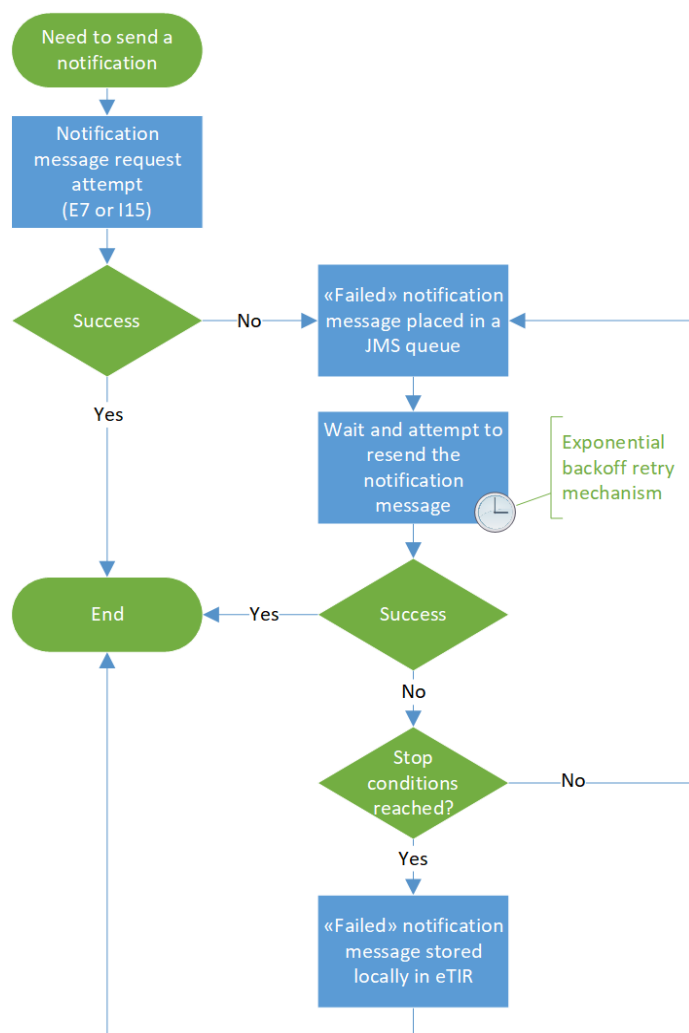 Need to send a
notification
Notification
message request
attempt
(E7 or I15)
Success
No
«Failed» notification
message placed in a
JMS queue
Yes
Wait and attempt to
resend the
notification
message
Exponential
backoff retry
mechanism
End
Yes
Success
No
Stop
conditions
reached?
No
Yes
«Failed» notification
message stored
locally in eTIR